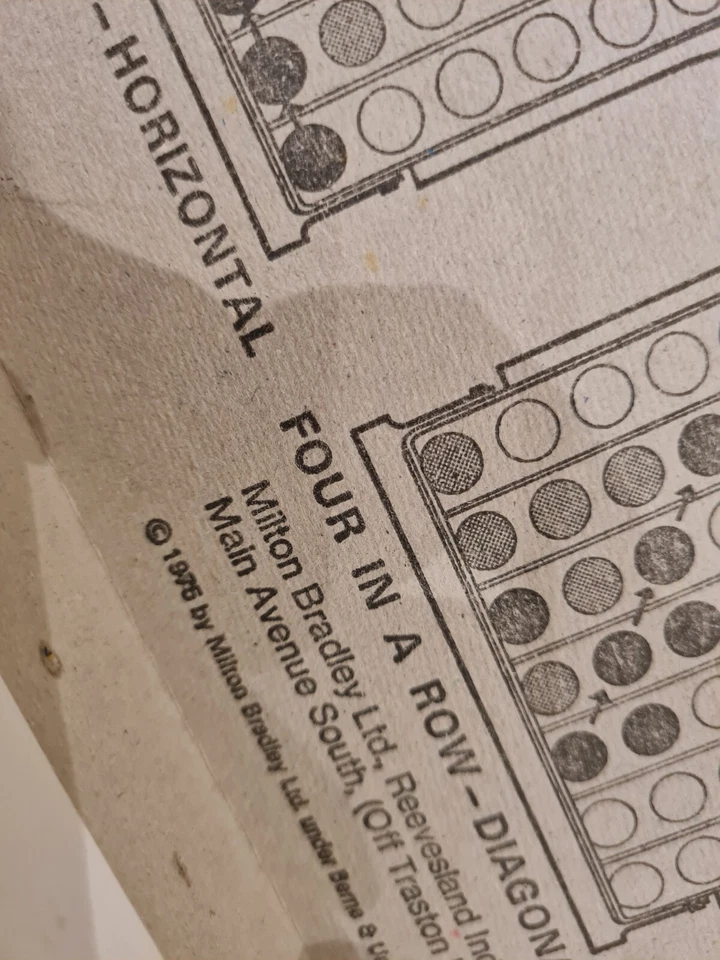 – HORIZONTAL
FOUR IN A ROW – DIAGONA
Milton Bradley Ltd., Reevesland Ind
Main Avenue South, (Off Traston
© 1976 by Milton Bradley Ltd. under Berne &